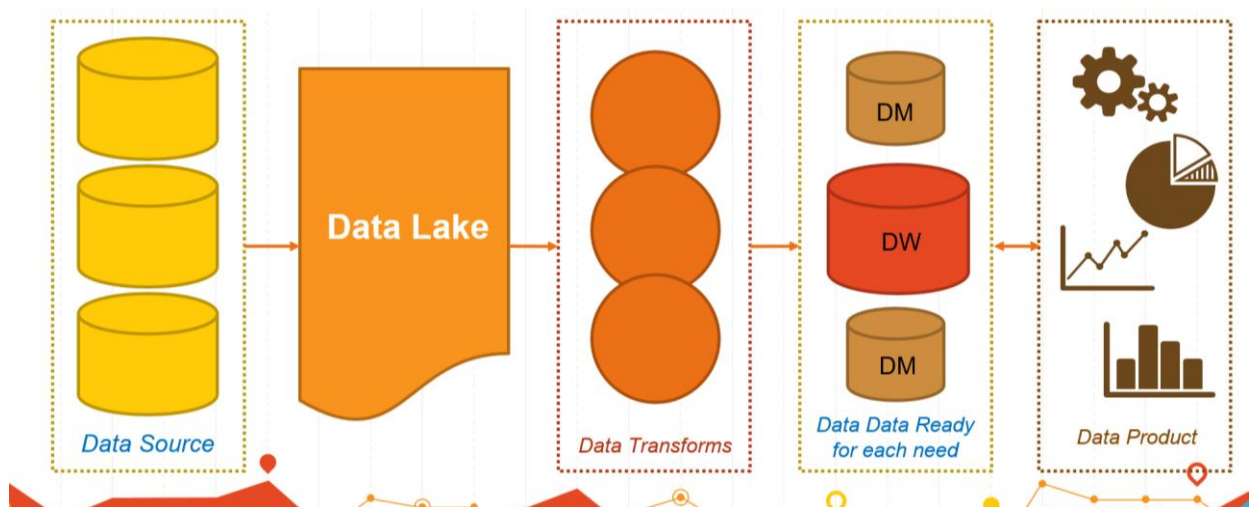 Data Source
Data Lake
Data Transforms
DM
DW
DM
Data Data Ready
for each need
Data Product